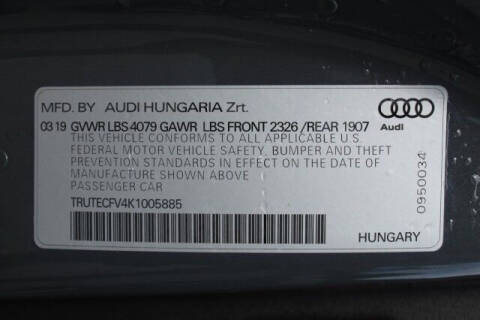 MFD. BY AUDI HUNGARIA Zrt.
03 19 GVWR LBS 4079 GAWR LBS FRONT 2326 /REAR 1907
THIS VEHICLE CONFORMS TO ALL APPLICABLE U.S.
FEDERAL MOTOR VEHICLE SAFETY, BUMPER AND THEFT
PREVENTION STANDARDS IN EFFECT ON THE DATE OF
MANUFACTURE SHOWN ABOVE
PASSENGER CAR
TRUTECFV4K1005885
Audi
0950034
HUNGARY